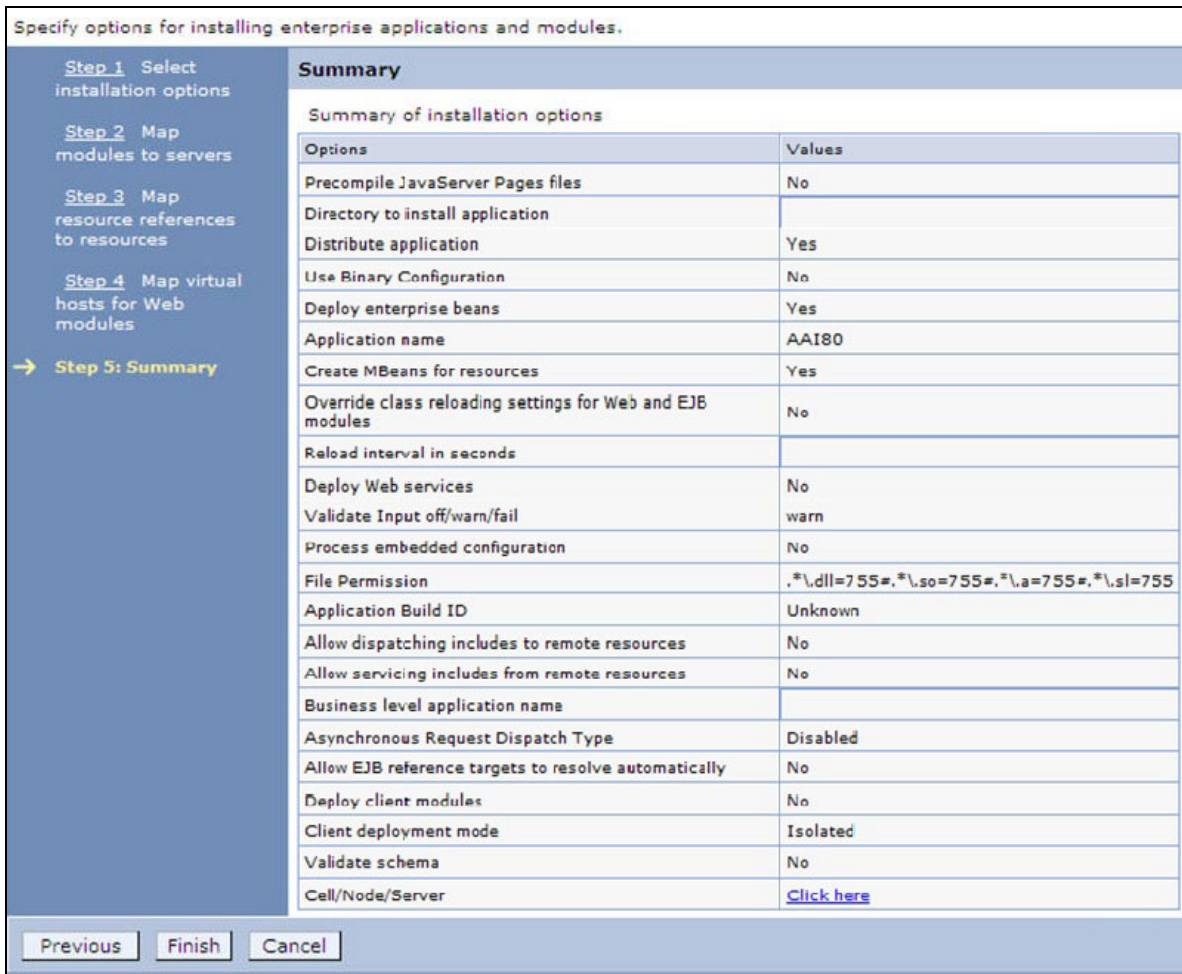 Specify options for installing enterprise applications and modules.
Step 1 Select
installation options
Step 2 Map
modules to servers
Step 3 Map
resource references
to resources
Step 4 Map virtual
hosts for Web
modules
→ Step 5: Summary
Summary
Summary of installation options
Options Values
Precompile JavaServer Pages files No
Directory to install application
Distribute application Yes
Use Binary Configuration No
Deploy enterprise beans Yes
Application name AAI80
Create MBeans for resources Yes
Override class reloading settings for Web and EJB
modules No
Reload interval in seconds
Deploy Web services No
Validate Input off/warn/fail warn
Process embedded configuration No
File Permission .*\.dll=755#.*\.so=755#.*\.a=755#.*\.sl=755
Application Build ID Unknown
Allow dispatching includes to remote resources No
Allow servicing includes from remote resources No
Business level application name
Asynchronous Request Dispatch Type Disabled
Allow EJB reference targets to resolve automatically No
Deploy client modules No
Client deployment mode Isolated
Validate schema No
Cell/Node/Server Click here
Previous Finish Cancel